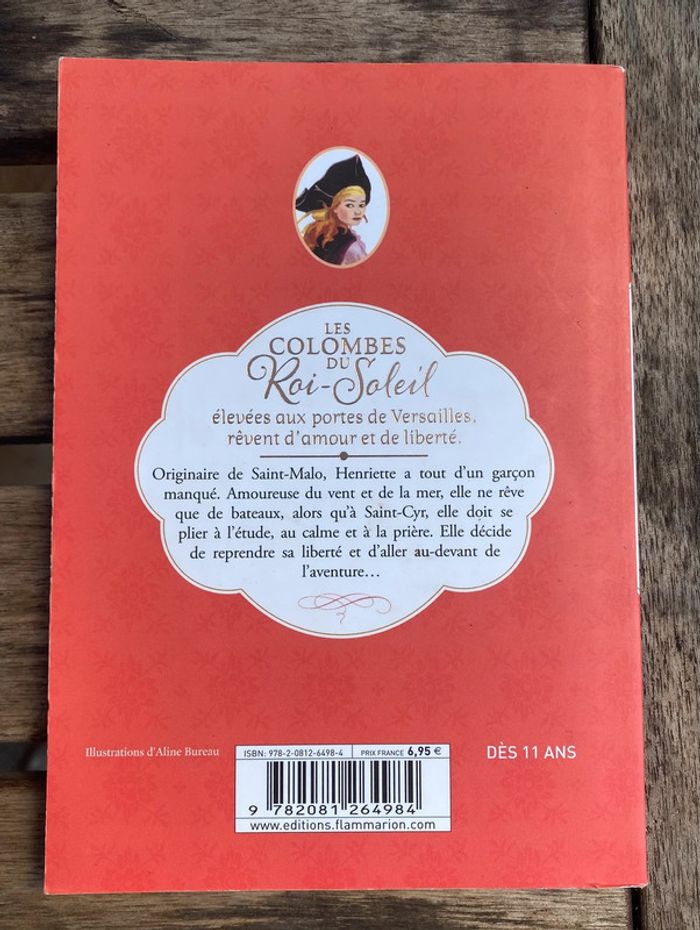 LES
COLOMBES
DU
Roi-Soleil
élevées aux portes de Versailles,
rêvent d'amour et de liberté.
Originaire de Saint-Malo, Henriette a tout d'un garçon
manqué. Amoureuse du vent et de la mer, elle ne rêve
que de bateaux, alors qu'à Saint-Cyr, elle doit se
plier à l'étude, au calme et à la prière. Elle décide
de reprendre sa liberté et d'aller au-devant de
l'aventure…
Illustrations d'Aline Bureau
ISBN: 978-2-0812-6498-4
PRIX FRANCE 6,95 €
DÈS 11 ANS
9 782081 264984
www.editions.flammarion.com